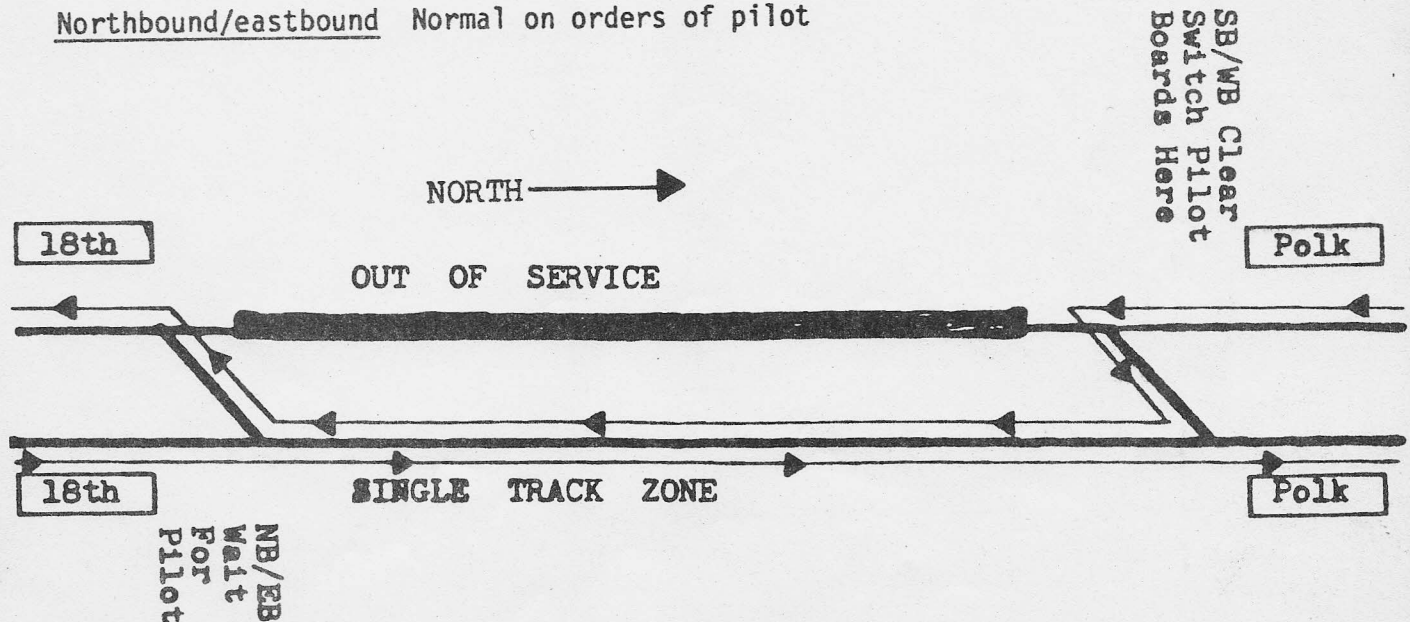 Northbound/eastbound Normal on orders of pilot
SB/WB Clear
Switch Pilot
Boards Here
NORTH
18th
Polk
OUT OF SERVICE
18th
SINGLE TRACK ZONE
Polk
NB/EB
Wait
For
Pilot